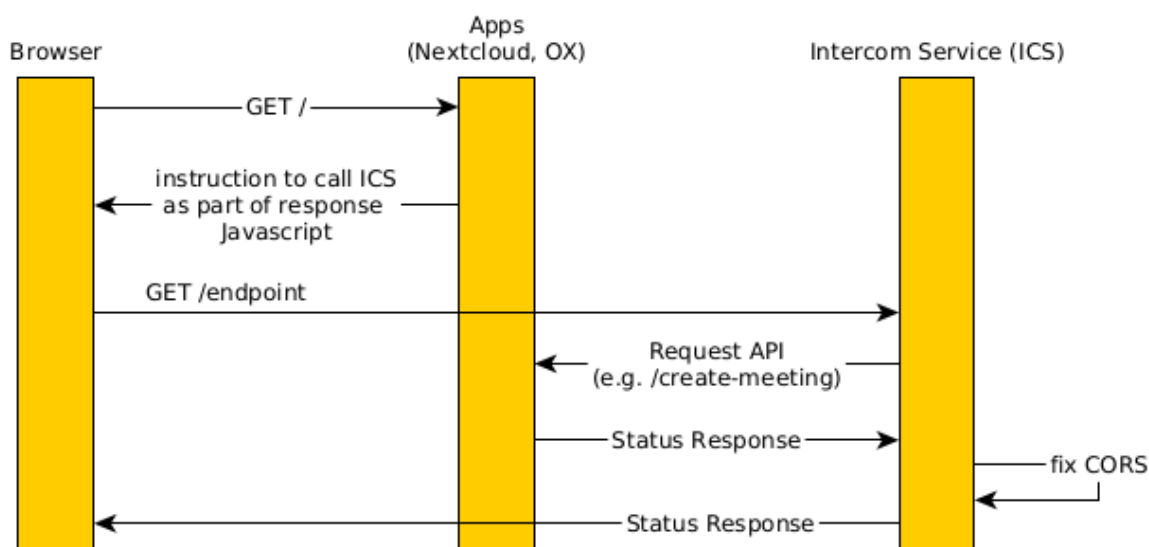 Apps
Browser
(Nextcloud, OX)
Intercom Service (ICS)
GET /
instruction to call ICS
as part of response
Javascript
GET /endpoint
Request API
(e.g. /create-meeting)
Status Response
fix CORS
Status Response